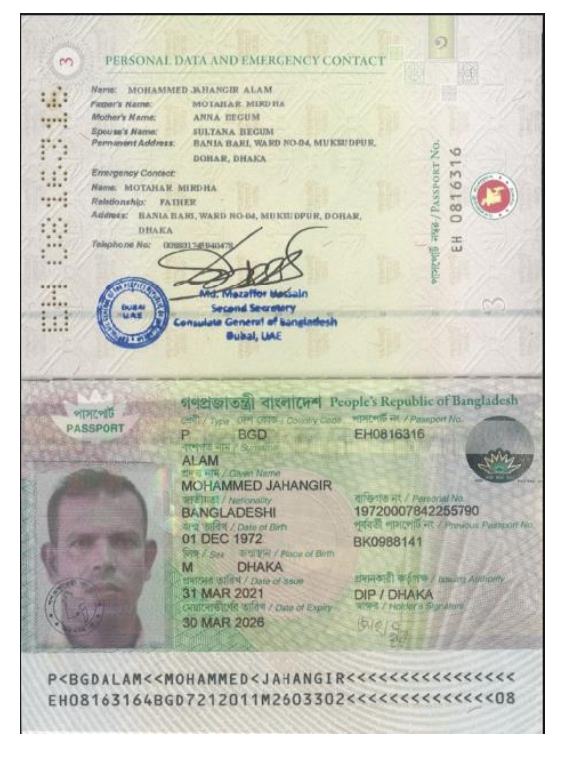 3
PERSONAL DATA AND EMERGENCY CONTACT
Name: MOHAMMED JAHANGIR ALAM
Father's Name: MOTAHAR MIRDHA
Mother's Name: ANNA BEGUM
Spouse's Name: SULTANA BEGUM
Permanent Address: BANIA BARI, WARD NO-04, MUKSUDPUR,
DOHAR, DHAKA
Emergency Contact:
Name: MOTAHAR MIRDHA
Relationship: FATHER
Address: BANIA BARI, WARD NO-04, MUKSUDPUR, DOHAR,
DHAKA
Telephone No:
Md. Mozaffor Hossain
Second Secretary
Consulate General of Bangladesh
Dubai, UAE
DUBAI
UAE
EH 0816316
পাসপোর্ট নম্বর / PASSPORT No.
EH 0816316
3
পাসপোর্ট
PASSPORT
গণপ্রজাতন্ত্রী বাংলাদেশ People's Republic of Bangladesh
শ্রেণী / Type দেশ কোড / Country Code পাসপোর্ট নং / Passport No.
P BGD EH0816316
বংশগত নাম / Surname
ALAM
প্রদত্ত নাম / Given Name
MOHAMMED JAHANGIR
জাতীয়তা / Nationality ব্যক্তিগত নং / Personal No.
BANGLADESHI 19720007842255790
জন্ম তারিখ / Date of Birth পূর্ববর্তী পাসপোর্ট নং / Previous Passport No.
01 DEC 1972 BK0988141
লিঙ্গ / Sex জন্মস্থান / Place of Birth
M DHAKA
প্রদানের তারিখ / Date of Issue প্রদানকারী কর্তৃপক্ষ / Issuing Authority
31 MAR 2021 DIP / DHAKA
মেয়াদোত্তীর্ণের তারিখ / Date of Expiry স্বাক্ষর / Holder's Signature
30 MAR 2026
P<BGDALAM<<MOHAMMED<JAHANGIR<<<<<<<<<<<<<<<<
EH08163164BGD7212011M2603302<<<<<<<<<<<<<<08